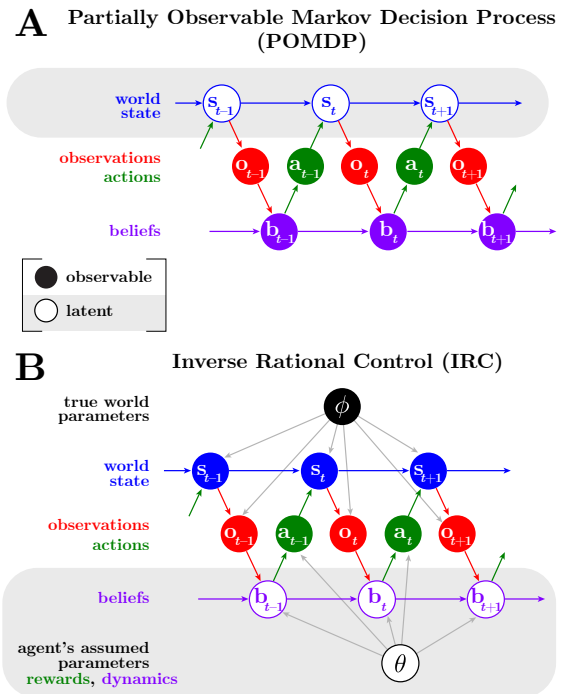 A Partially Observable Markov Decision Process
(POMDP)
world
state
s_{t-1} s_t s_{t+1}
observations
actions
o_{t-1} a_{t-1} o_t a_t o_{t+1}
beliefs
b_{t-1} b_t b_{t+1}
observable
latent
B Inverse Rational Control (IRC)
true world
parameters
ϕ
world
state
s_{t-1} s_t s_{t+1}
observations
actions
o_{t-1} a_{t-1} o_t a_t o_{t+1}
beliefs
b_{t-1} b_t b_{t+1}
agent's assumed
parameters
rewards, dynamics
θ